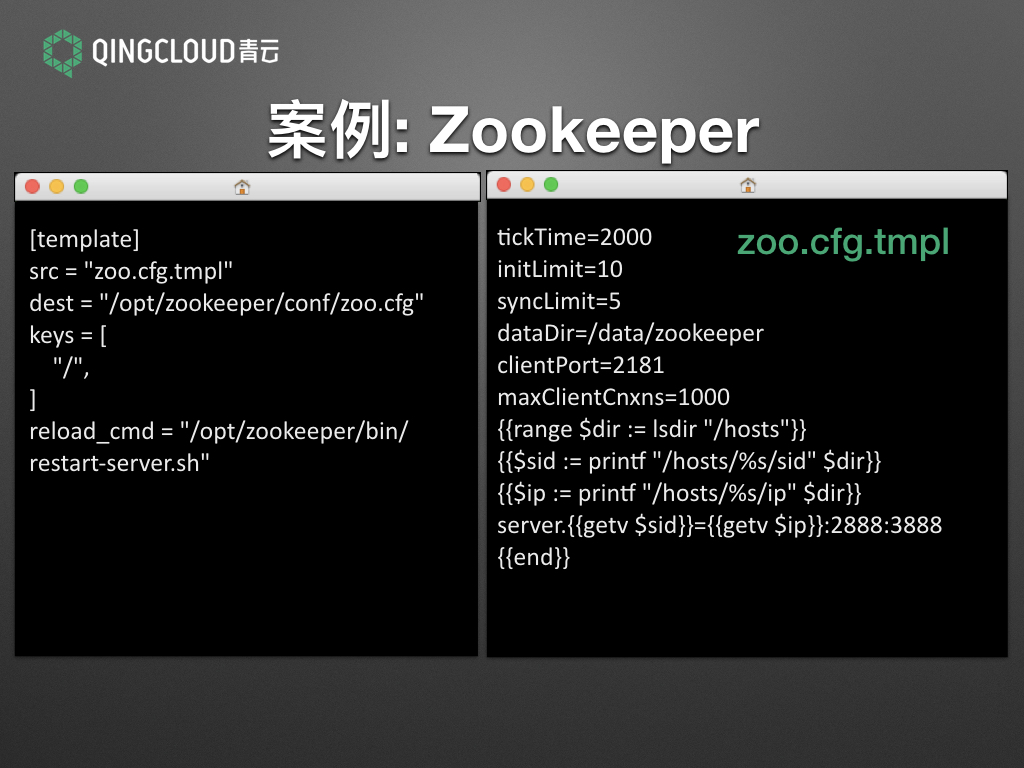 QINGCLOUD青云
案例: Zookeeper
[template]
src = "zoo.cfg.tmpl"
dest = "/opt/zookeeper/conf/zoo.cfg"
keys = [
"/",
]
reload_cmd = "/opt/zookeeper/bin/
restart-server.sh"
zoo.cfg.tmpl
tickTime=2000
initLimit=10
syncLimit=5
dataDir=/data/zookeeper
clientPort=2181
maxClientCnxns=1000
{{range $dir := lsdir "/hosts"}}
{{$sid := printf "/hosts/%s/sid" $dir}}
{{$ip := printf "/hosts/%s/ip" $dir}}
server.{{getv $sid}}={{getv $ip}}:2888:3888
{{end}}